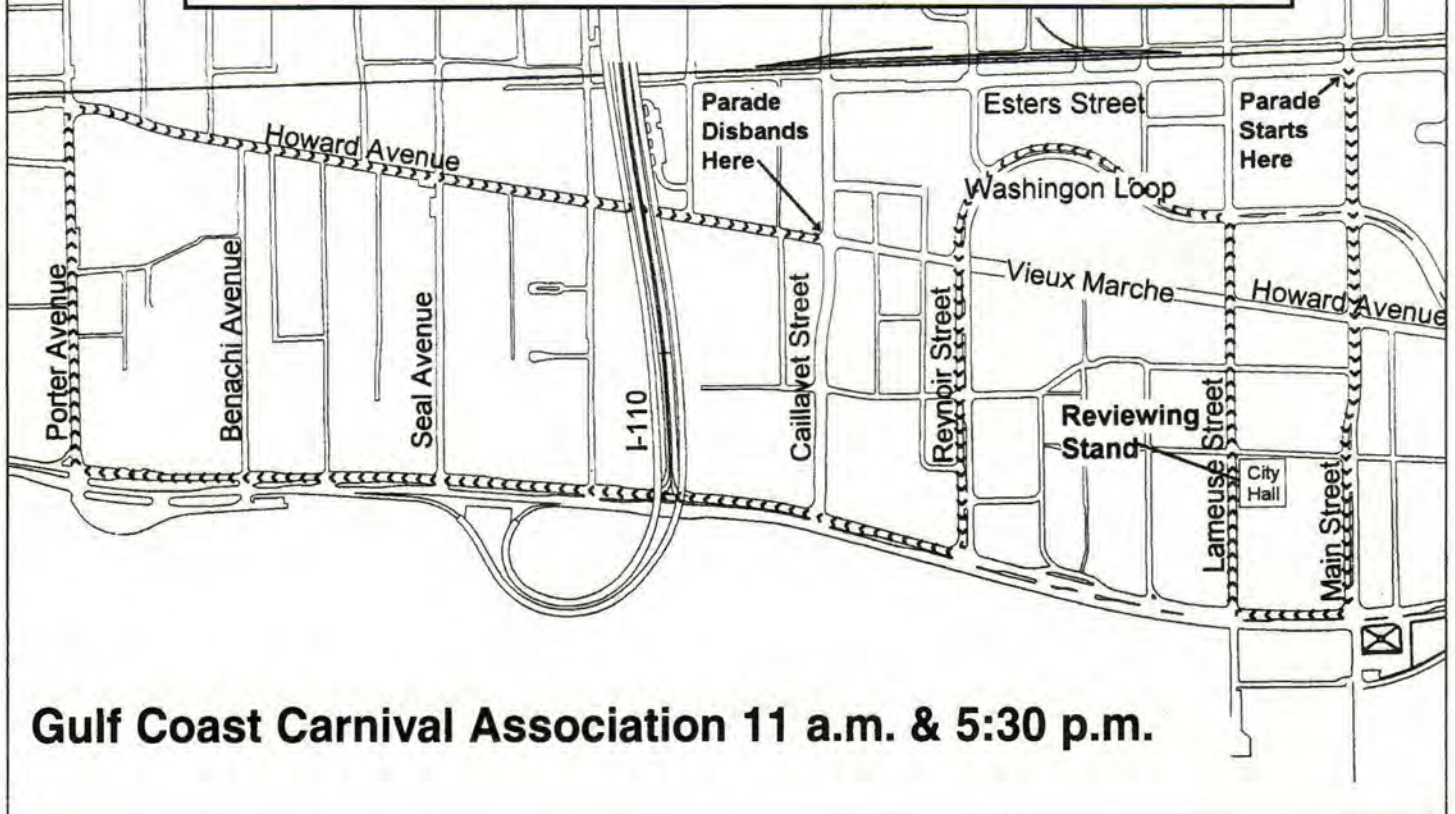 Parade
Disbands
Here
Esters Street
Parade
Starts
Here
Howard Avenue
Washingon Loop
Vieux Marche
Howard Avenue
Porter Avenue
Benachi Avenue
Seal Avenue
I-110
Caillavet Street
Reynoir Street
Reviewing
Stand
Lameuse Street
City
Hall
Main Street
Gulf Coast Carnival Association 11 a.m. & 5:30 p.m.